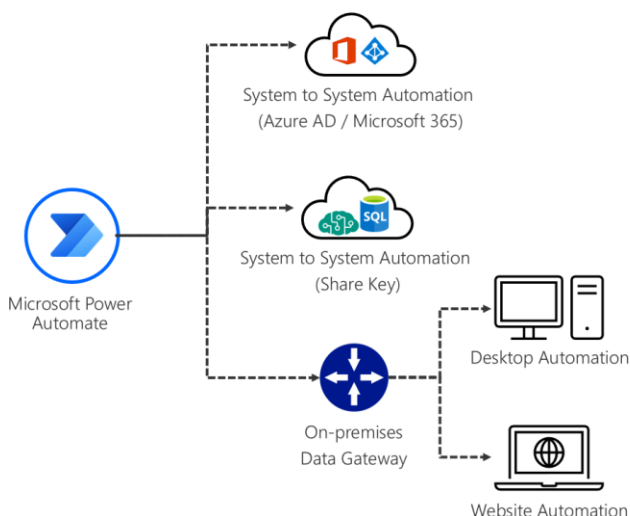 System to System Automation
(Azure AD / Microsoft 365)
SQL
System to System Automation
(Share Key)
Microsoft Power
Automate
Desktop Automation
On-premises
Data Gateway
Website Automation